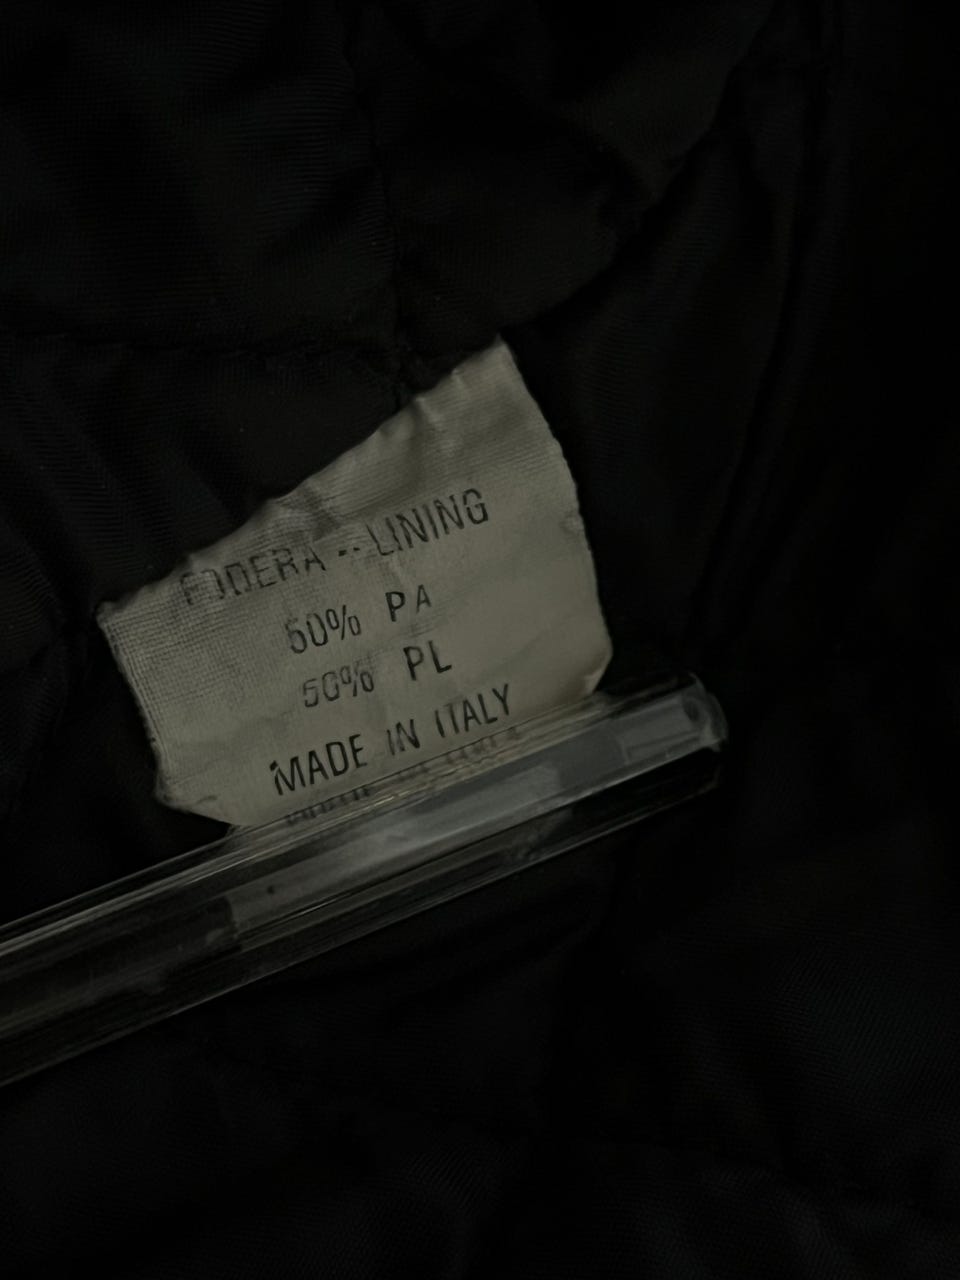 FODERA -- LINING
50% PA
50% PL
MADE IN ITALY